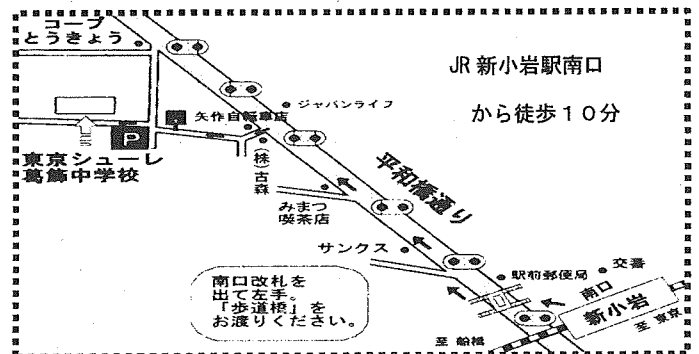 コープ
とうきょう
JR 新小岩駅南口
から徒歩１０分
ジャパンライフ
矢作自転車店
P
東京シューレ
葛飾中学校
(株)古森
平和橋通り
みまつ
喫茶店
サンクス
駅前郵便局
交番
南口
新小岩
至 東京
至 船橋
南口改札を
出て左手。
「歩道橋」を
お渡りください。